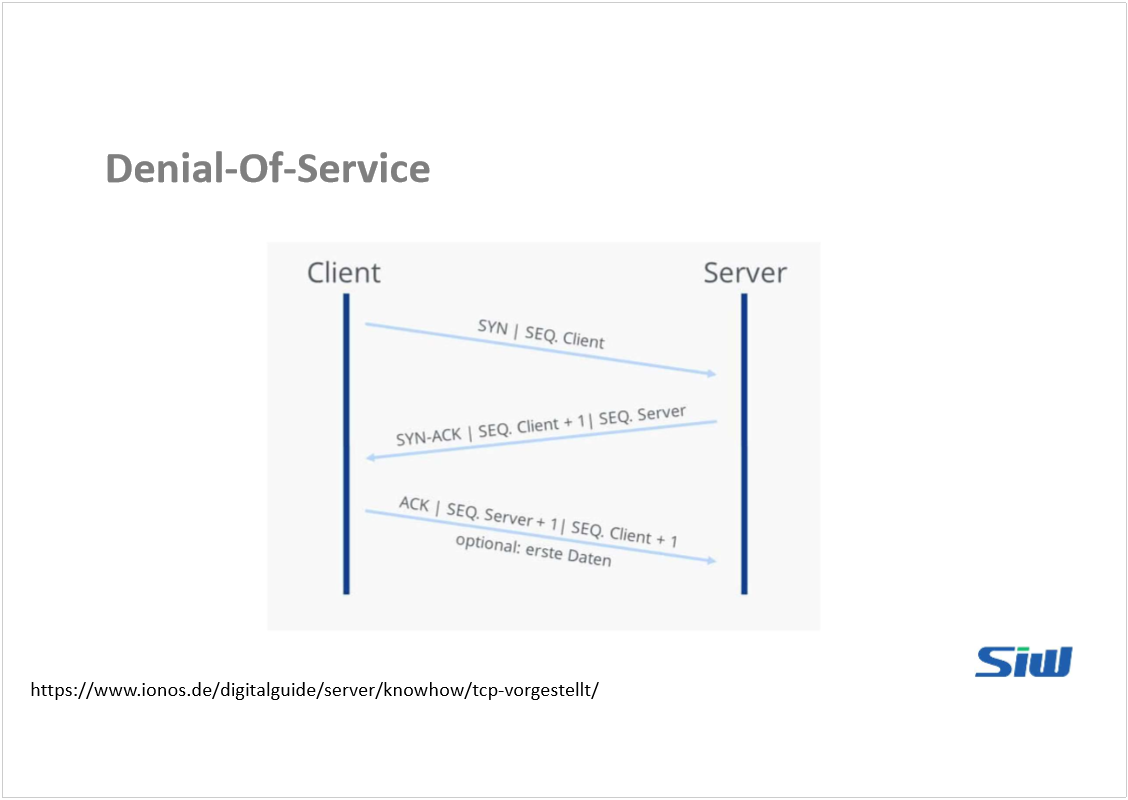 Denial-Of-Service
Client
Server
SYN | SEQ. Client
SYN-ACK | SEQ. Client + 1| SEQ. Server
ACK | SEQ. Server + 1| SEQ. Client + 1
optional: erste Daten
SiW
https://www.ionos.de/digitalguide/server/knowhow/tcp-vorgestellt/